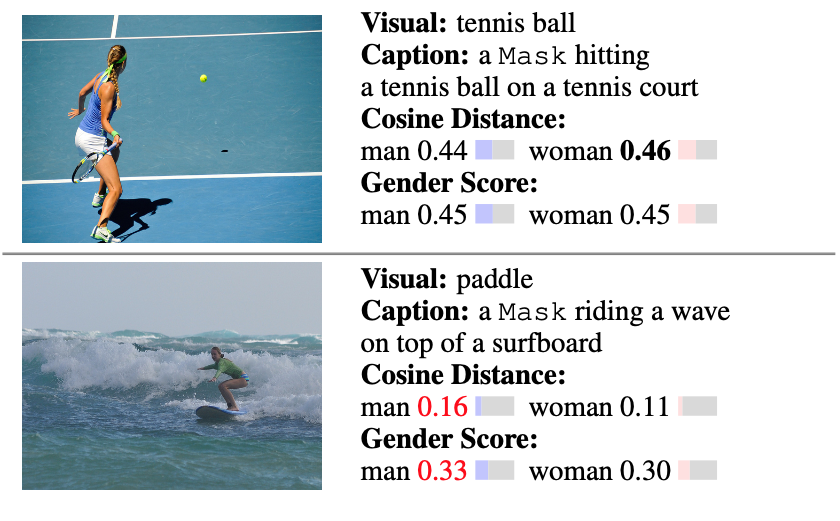 Visual: tennis ball
Caption: a Mask hitting
a tennis ball on a tennis court
Cosine Distance:
man 0.44 woman 0.46
Gender Score:
man 0.45 woman 0.45
Visual: paddle
Caption: a Mask riding a wave
on top of a surfboard
Cosine Distance:
man 0.16 woman 0.11
Gender Score:
man 0.33 woman 0.30